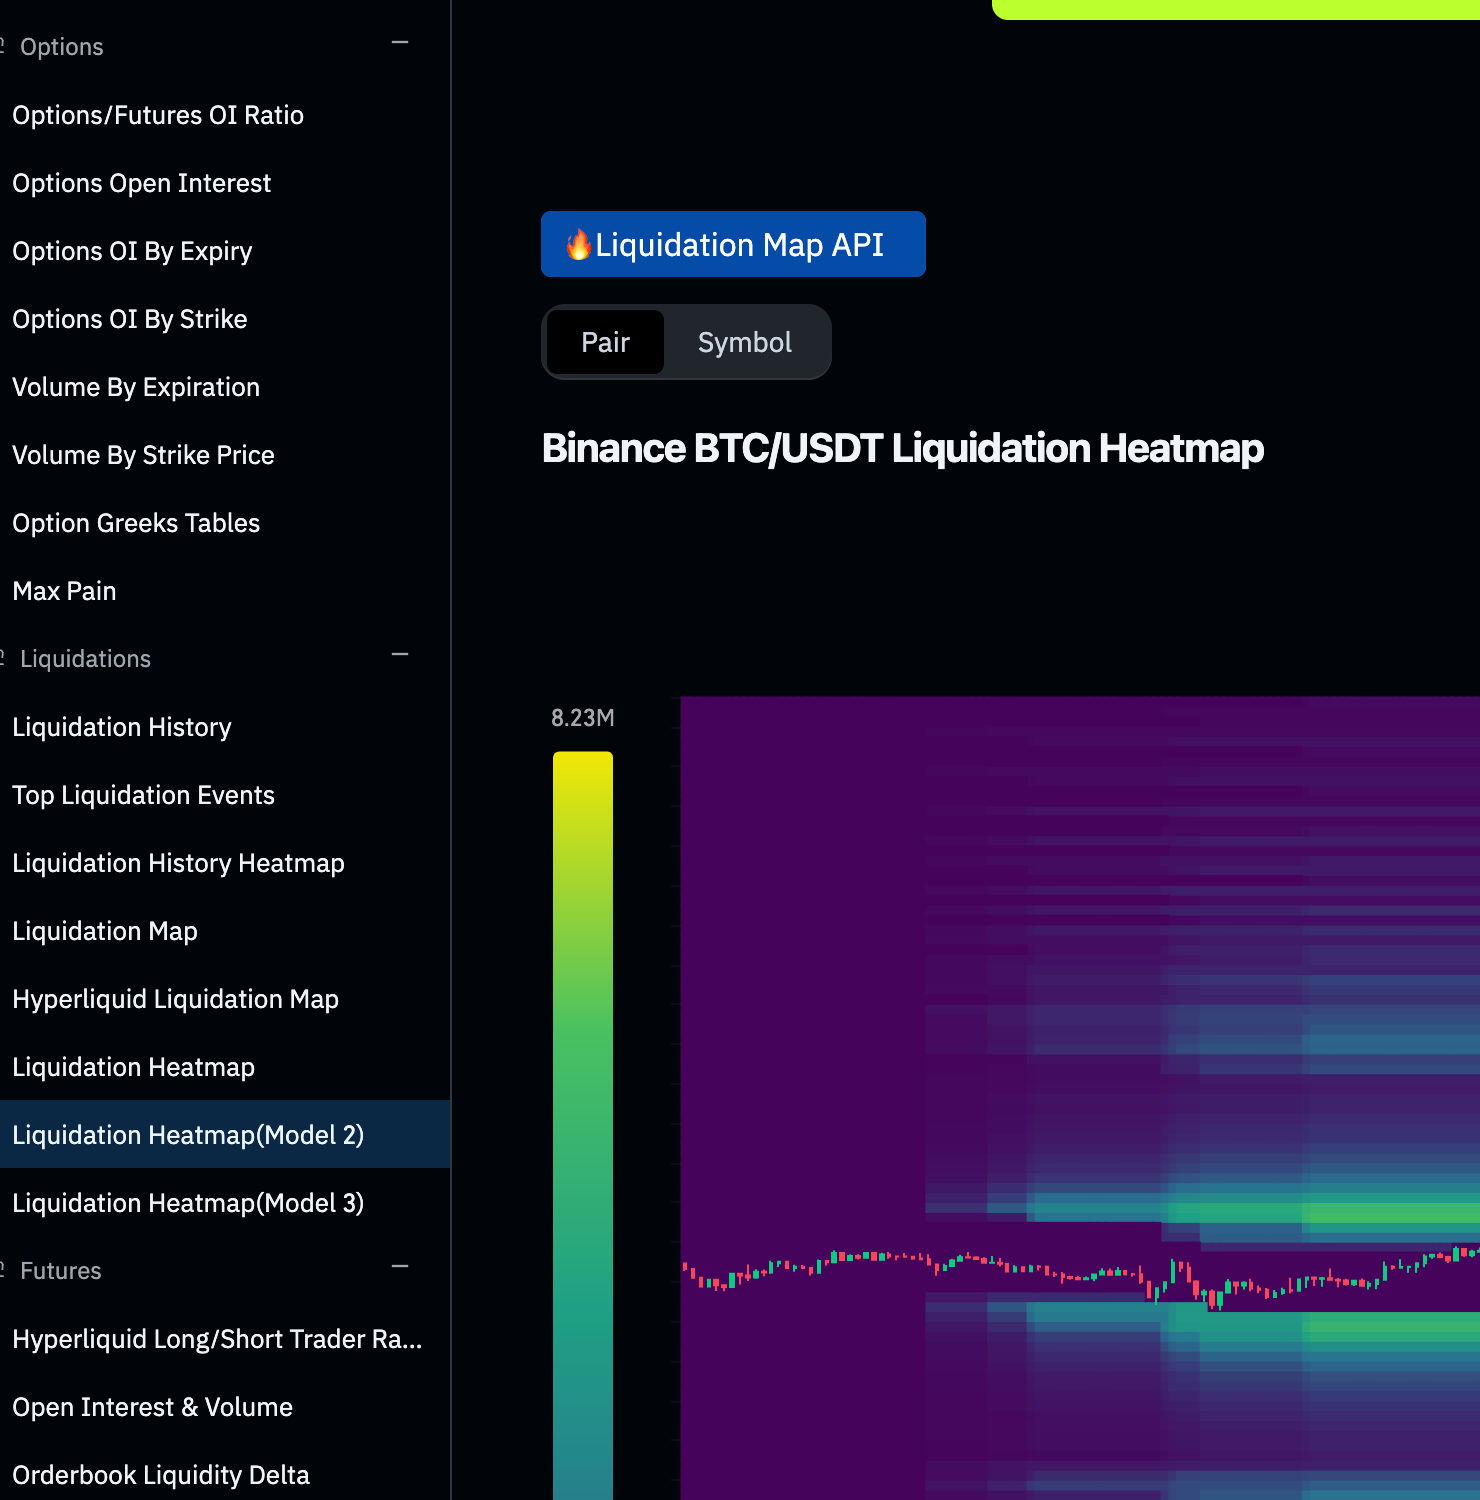 Options
Options/Futures OI Ratio
Options Open Interest
Options OI By Expiry
Options OI By Strike
Volume By Expiration
Volume By Strike Price
Option Greeks Tables
Max Pain
Liquidations
Liquidation History
Top Liquidation Events
Liquidation History Heatmap
Liquidation Map
Hyperliquid Liquidation Map
Liquidation Heatmap
Liquidation Heatmap(Model 2)
Liquidation Heatmap(Model 3)
Futures
Hyperliquid Long/Short Trader Ra...
Open Interest & Volume
Orderbook Liquidity Delta
🔥Liquidation Map API
Pair Symbol
Binance BTC/USDT Liquidation Heatmap
8.23M